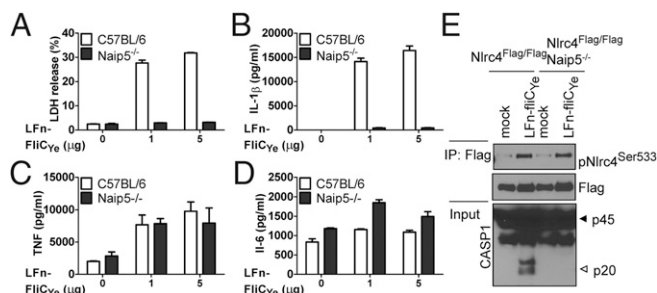 A
C57BL/6
Naip5-/-
LDH release (%)
40
30
20
10
0
LFn-
FliCYe (µg)
0
1
5
B
C57BL/6
Naip5-/-
IL-1β (pg/ml)
20000
15000
10000
5000
0
0
1
5
C
C57BL/6
Naip5-/-
TNF (pg/ml)
15000
10000
5000
0
LFn-
FliCYe (µg)
0
1
5
D
C57BL/6
Naip5-/-
Il-6 (pg/ml)
2500
2000
1500
1000
500
0
LFn-
FliCYe (µg)
0
1
5
E
Nlrc4Flag/Flag
Nlrc4Flag/Flag
Naip5-/-
mock
LFn-fliCYe
mock
LFn-fliCYe
IP: Flag
pNlrc4Ser533
Flag
Input
CASP1
p45
p20